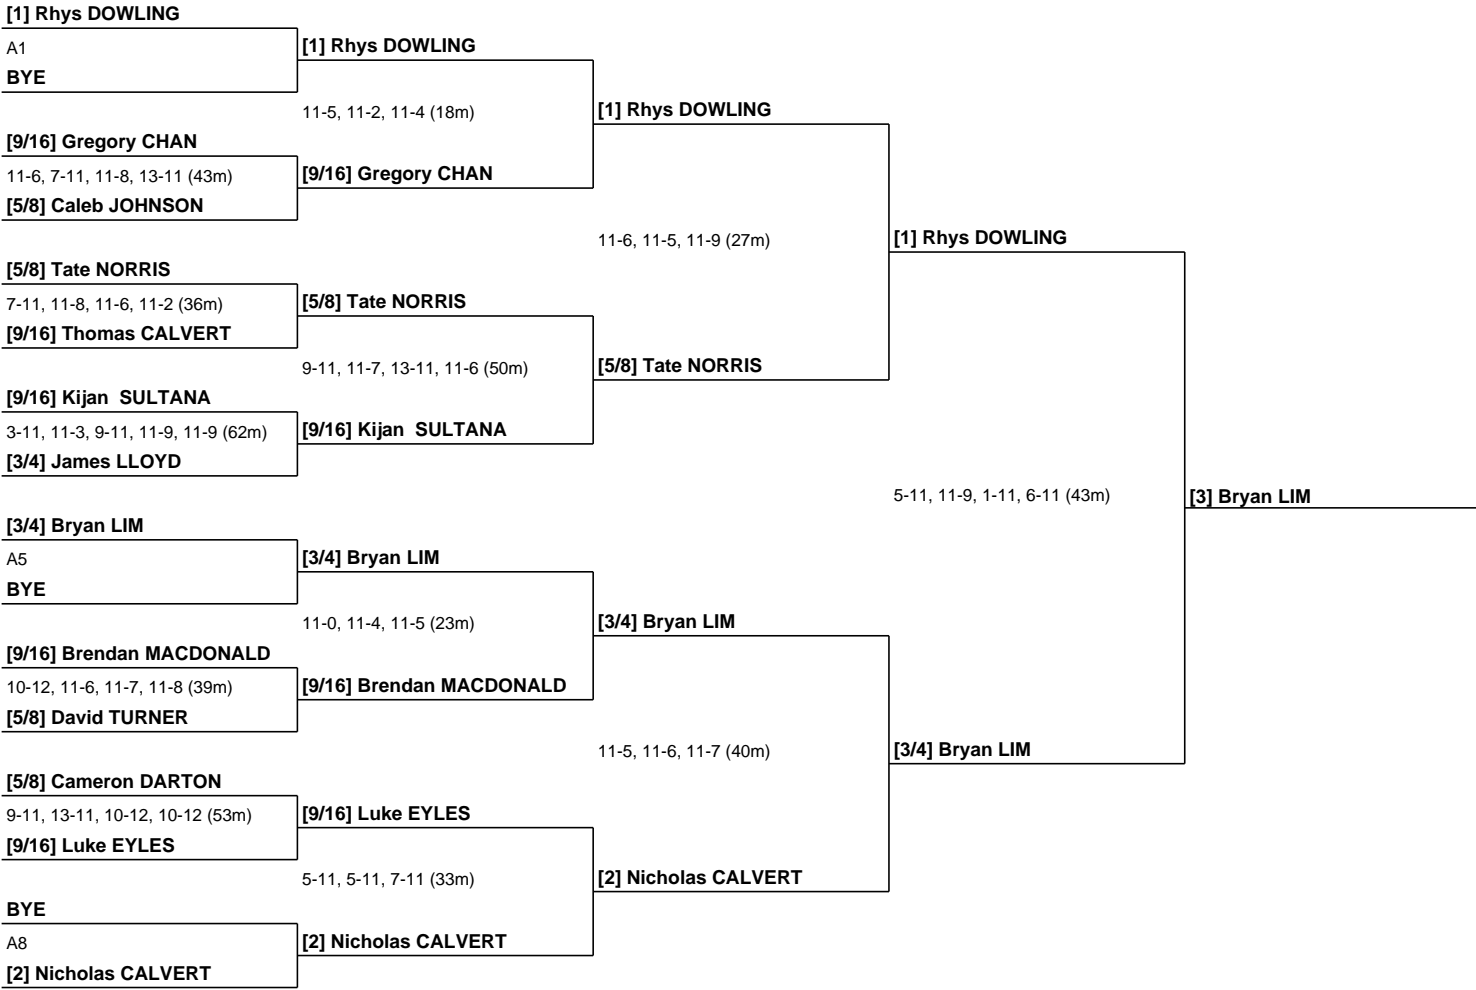 [1] Rhys DOWLING
A1
BYE
[9/16] Gregory CHAN
11-6, 7-11, 11-8, 13-11 (43m)
[5/8] Caleb JOHNSON
[5/8] Tate NORRIS
7-11, 11-8, 11-6, 11-2 (36m)
[9/16] Thomas CALVERT
[9/16] Kijan  SULTANA
3-11, 11-3, 9-11, 11-9, 11-9 (62m)
[3/4] James LLOYD
[3/4] Bryan LIM
A5
BYE
[9/16] Brendan MACDONALD
10-12, 11-6, 11-7, 11-8 (39m)
[5/8] David TURNER
[5/8] Cameron DARTON
9-11, 13-11, 10-12, 10-12 (53m)
[9/16] Luke EYLES
BYE
A8
[2] Nicholas CALVERT
[1] Rhys DOWLING
11-5, 11-2, 11-4 (18m)
[9/16] Gregory CHAN
[5/8] Tate NORRIS
9-11, 11-7, 13-11, 11-6 (50m)
[9/16] Kijan  SULTANA
[3/4] Bryan LIM
11-0, 11-4, 11-5 (23m)
[9/16] Brendan MACDONALD
[9/16] Luke EYLES
5-11, 5-11, 7-11 (33m)
[2] Nicholas CALVERT
[1] Rhys DOWLING
11-6, 11-5, 11-9 (27m)
[5/8] Tate NORRIS
[3/4] Bryan LIM
11-5, 11-6, 11-7 (40m)
[2] Nicholas CALVERT
[1] Rhys DOWLING
5-11, 11-9, 1-11, 6-11 (43m)
[3/4] Bryan LIM
[3] Bryan LIM